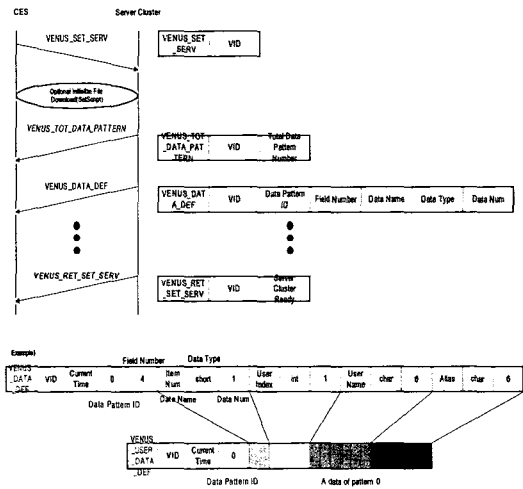 CES Server Cluster
VENUS_SET_SERV
VENUS_SET
_SERV
VID
Optional Initialize File
Download(SetScript)
VENUS_TOT_DATA_PATTERN
VENUS_TOT
_DATA_PAT
_TERN
VID
Total Data
Pattern
Number
VENUS_DATA_DEF
VENUS_DAT
A_DEF
VID
Data Pattern
ID
Field Number
Data Name
Data Type
Data Num
VENUS_RET_SET_SERV
VENUS_RET
_SET_SERV
VID
Server
Cluster
Ready
Example)
Field Number Data Type
VENUS
_DATA
_DEF
VID
Current
Time
0
4
Item
Num
short
1
User
Index
int
1
User
Name
char
6
Alias
char
6
Data Pattern ID
Data Name
Data Num
VENUS
_USER
_DATA
_DEF
VID
Current
Time
0
Data Pattern ID
A data of pattern 0